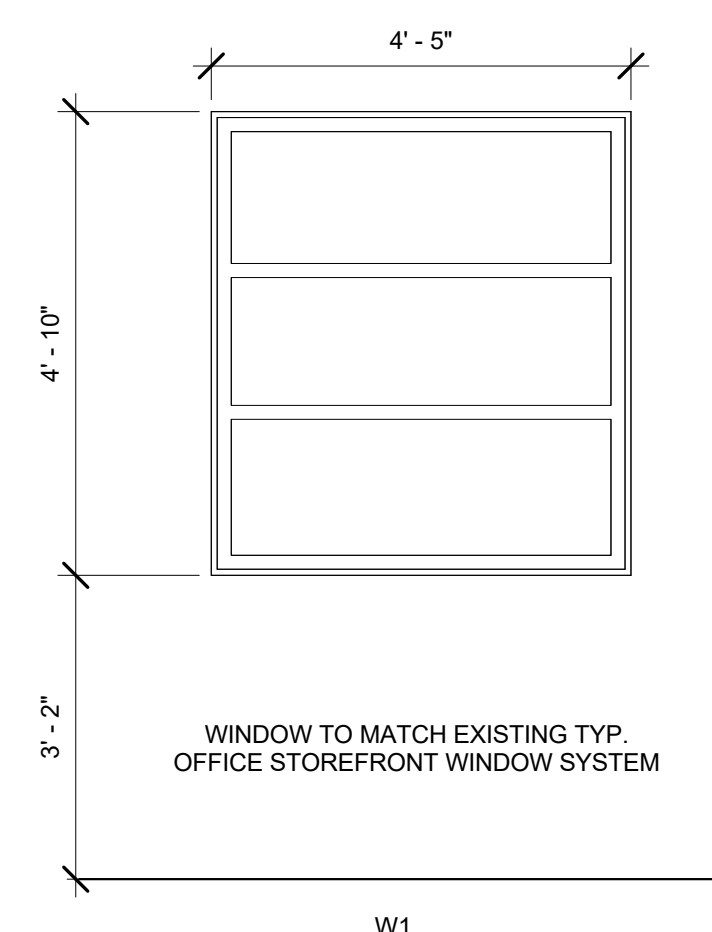 4' - 5"
4' - 10"
3' - 2"
WINDOW TO MATCH EXISTING TYP.
OFFICE STOREFRONT WINDOW SYSTEM
W1